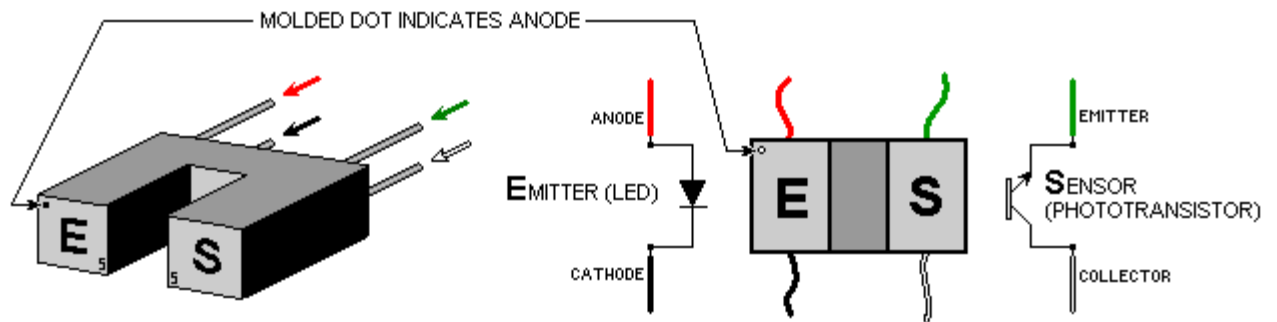 MOLDED DOT INDICATES ANODE
E
5
S
5
ANODE
EMITTER (LED)
CATHODE
E
S
EMITTER
SENSOR
(PHOTOTRANSISTOR)
COLLECTOR